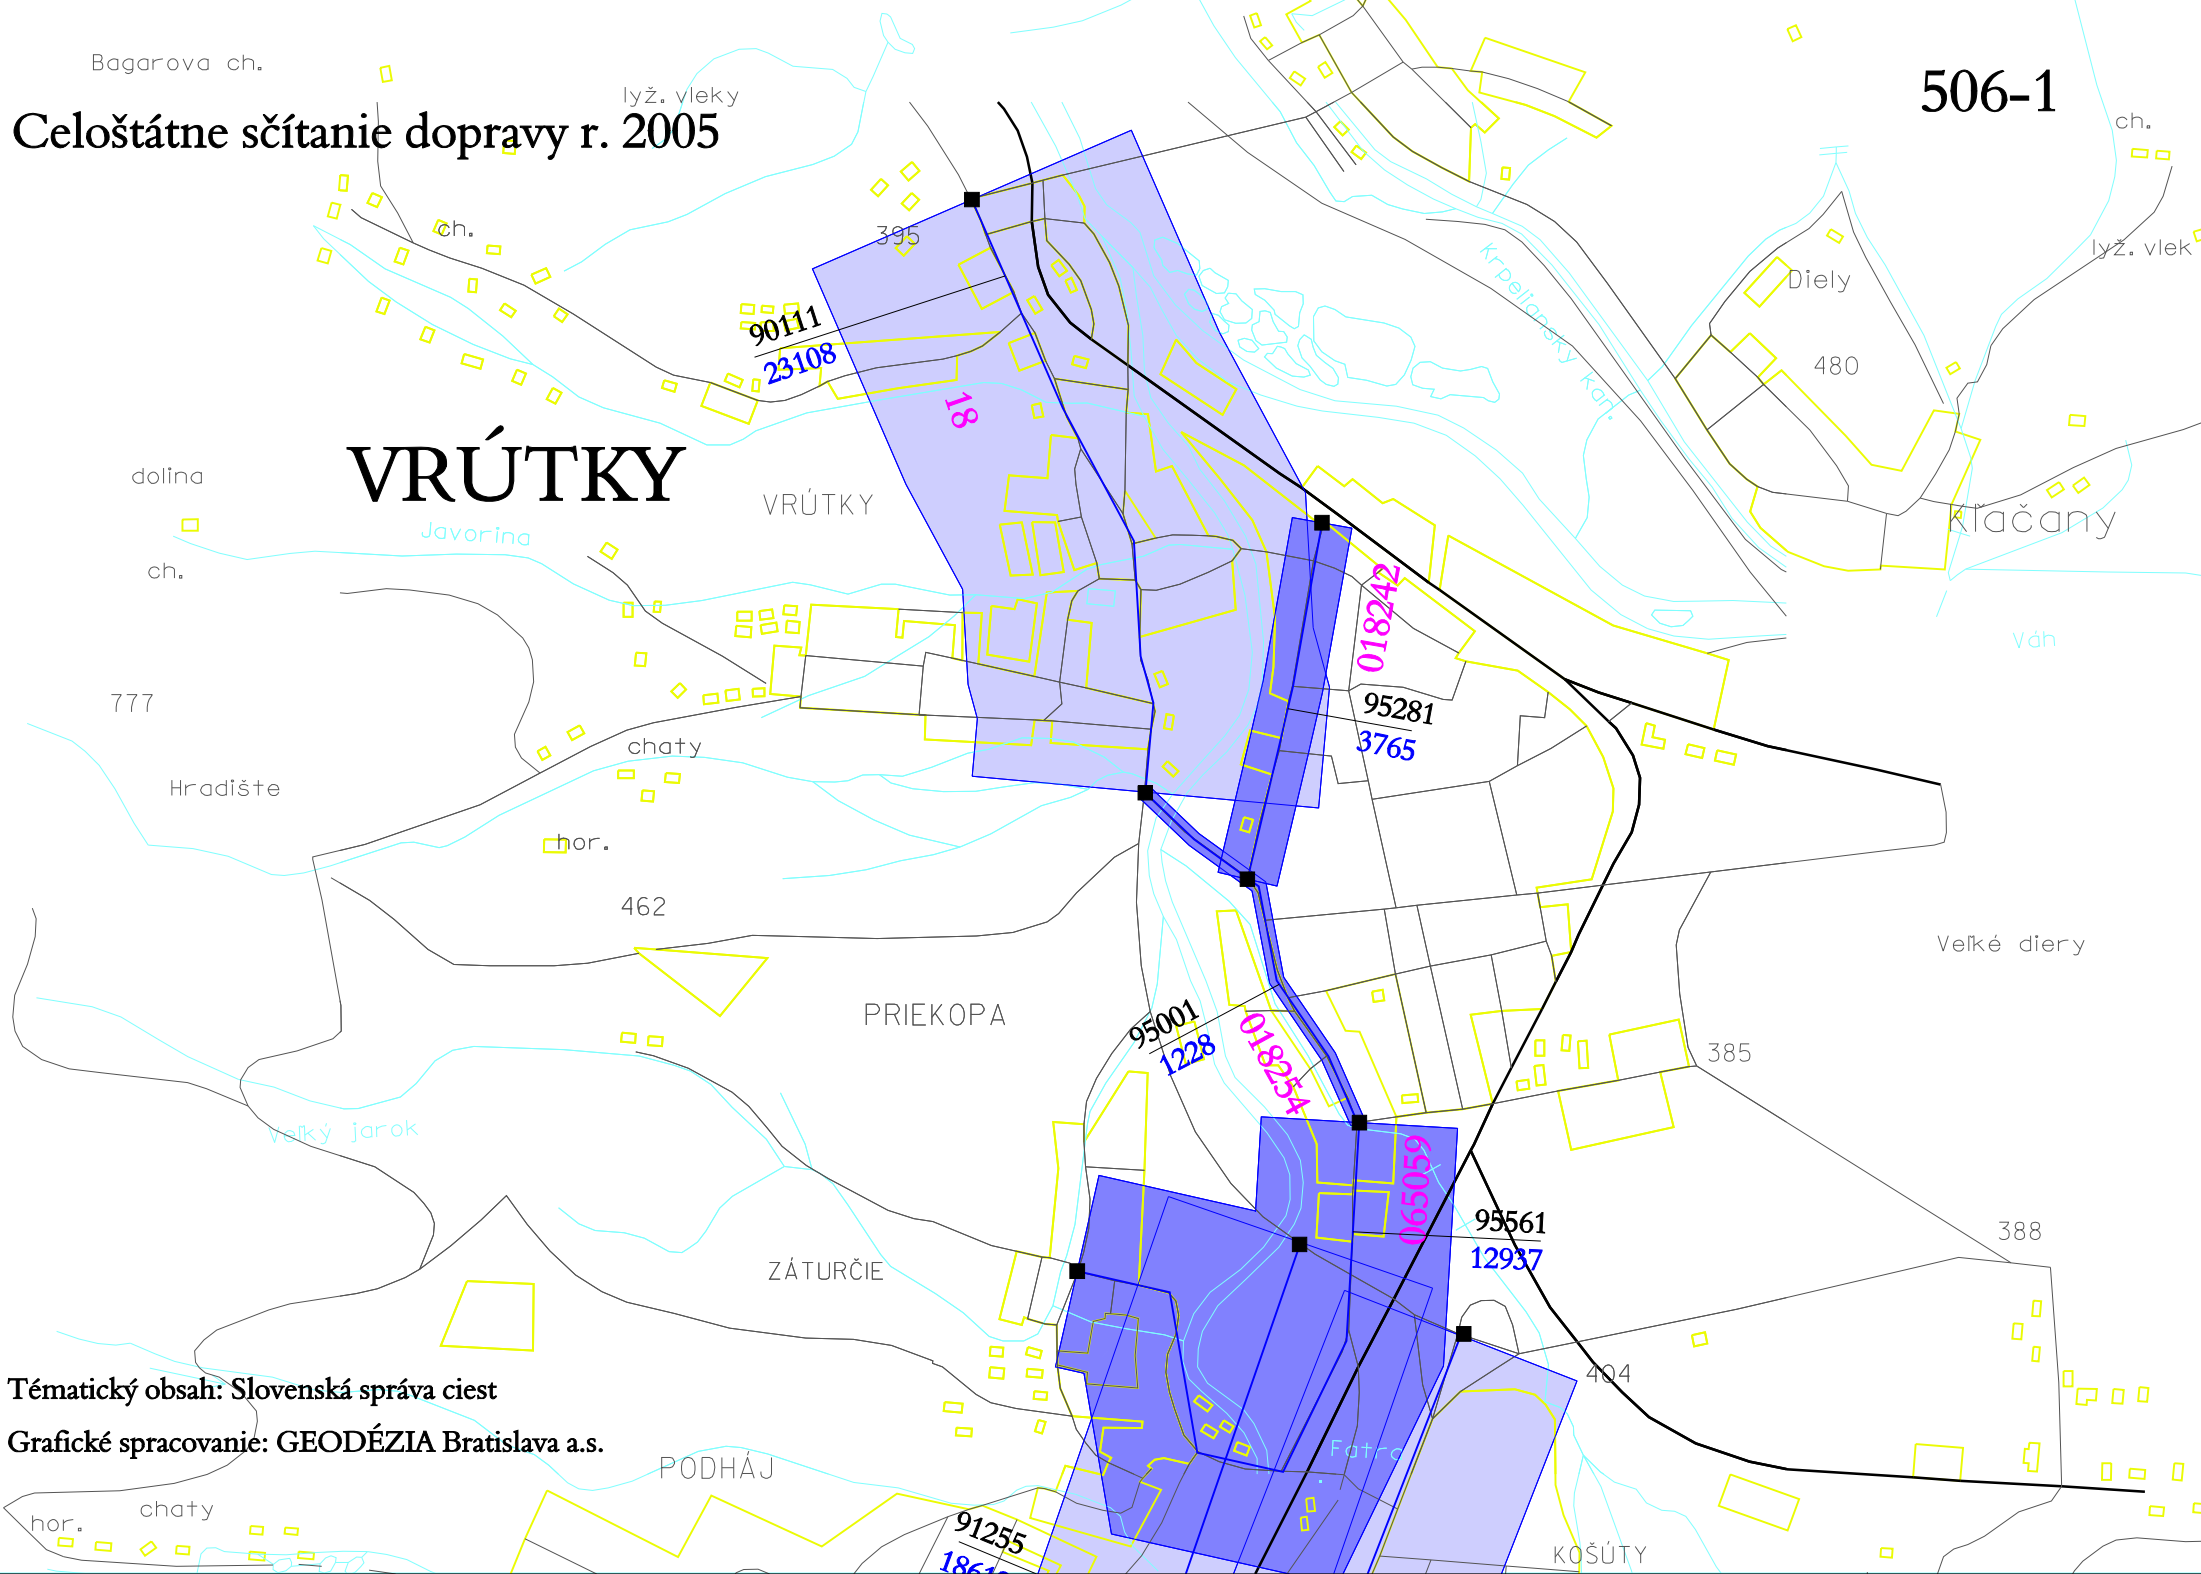 Bagarova ch.
lyž. vleky
506-1
ch.
Celoštátne sčítanie dopravy r. 2005
ch.
395
lyž. vlek
Krpeliansky kan.
Diely
90111
23108
480
18
VRÚTKY
dolina
VRÚTKY
Javorina
Kľačany
ch.
018242
Váh
777
95281
3765
chaty
Hradište
hor.
462
Veľké diery
PRIEKOPA
95001
1228
018254
385
Veľký jarok
065059
95561
12937
388
ZÁTURČIE
404
Tématický obsah: Slovenská správa ciest
Grafické spracovanie: GEODÉZIA Bratislava a.s.
Fatra
PODHÁJ
chaty
hor.
91255
KOŠÚTY